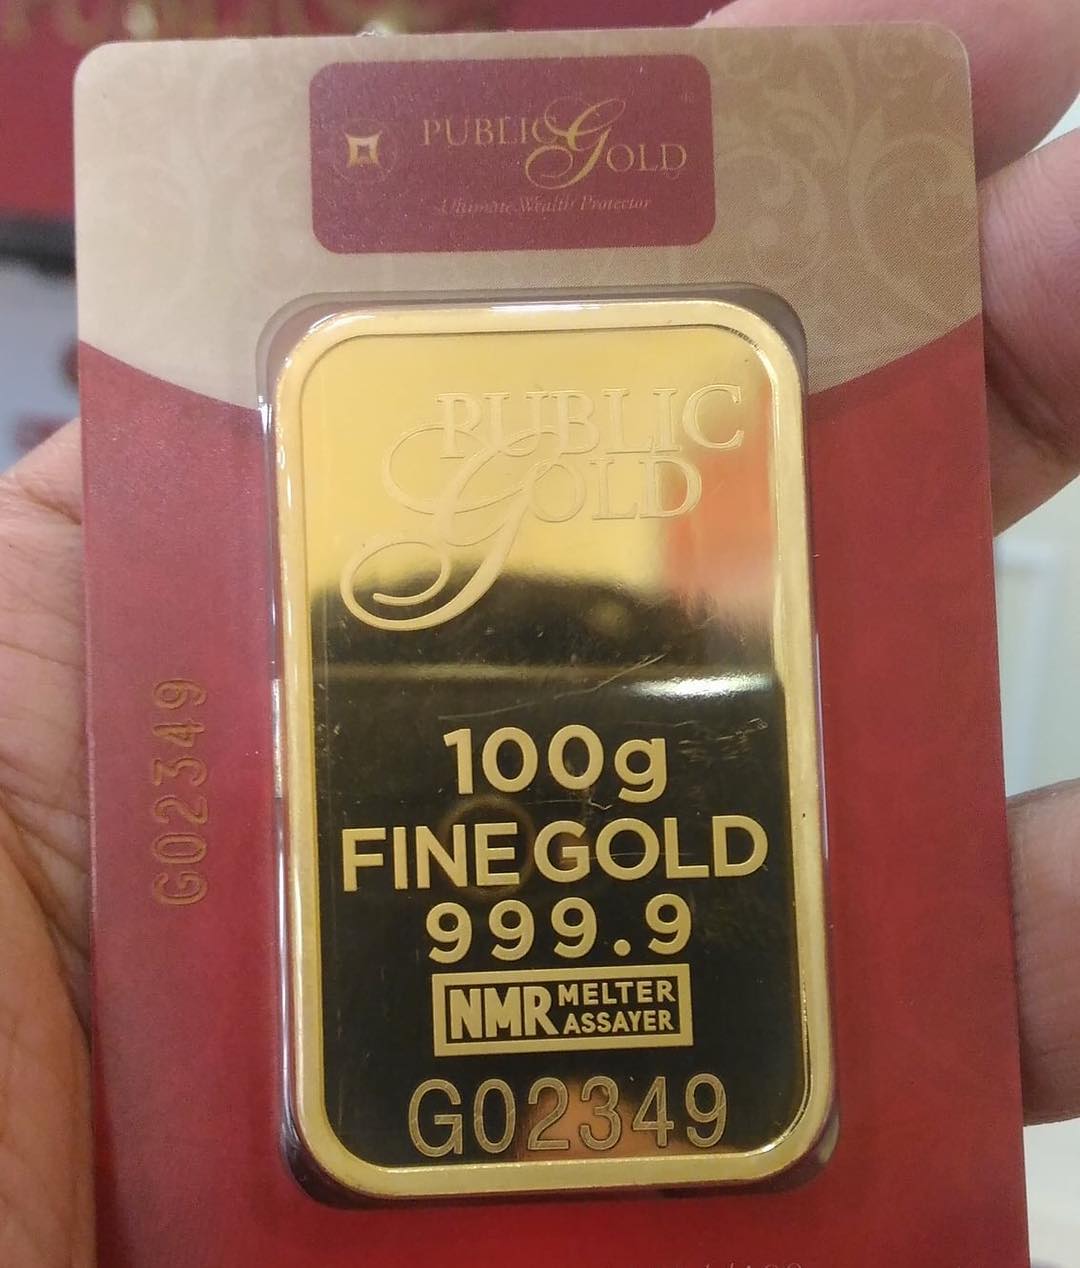 PUBLIC GOLD
Ultimate Wealth Protector
PUBLIC
GOLD
100g
FINE GOLD
999.9
NMR MELTER
ASSAYER
G02349
G02349